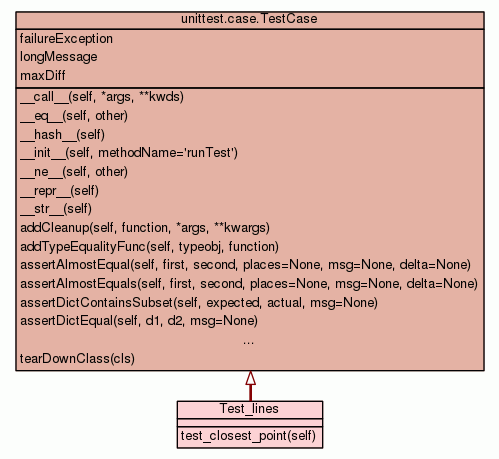 unittest.case.TestCase
failureException
longMessage
maxDiff
__call__(self, *args, **kwds)
__eq__(self, other)
__hash__(self)
__init__(self, methodName='runTest')
__ne__(self, other)
__repr__(self)
__str__(self)
addCleanup(self, function, *args, **kwargs)
addTypeEqualityFunc(self, typeobj, function)
assertAlmostEqual(self, first, second, places=None, msg=None, delta=None)
assertAlmostEquals(self, first, second, places=None, msg=None, delta=None)
assertDictContainsSubset(self, expected, actual, msg=None)
assertDictEqual(self, d1, d2, msg=None)
...
tearDownClass(cls)
Test_lines
test_closest_point(self)